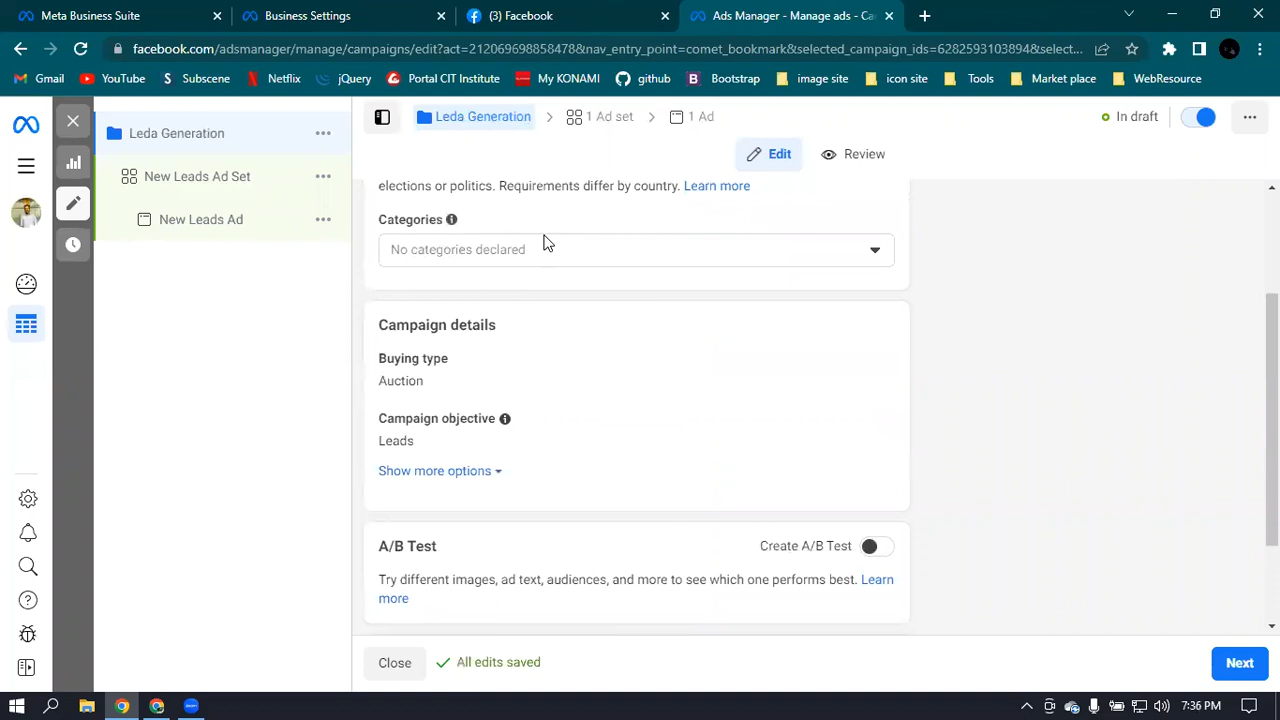 Meta Business Suite
Business Settings
(3) Facebook
Ads Manager - Manage ads - Ca
facebook.com/adsmanager/manage/campaigns/edit?act=212069698858478&nav_entry_point=comet_bookmark&selected_campaign_ids=6282593103894&selec...
Gmail
YouTube
Subscene
Netflix
jQuery
Portal CIT Institute
My KONAMI
github
Bootstrap
image site
icon site
Tools
Market place
WebResource
Leda Generation
New Leads Ad Set
New Leads Ad
Leda Generation
1 Ad set
1 Ad
In draft
Edit
Review
elections or politics. Requirements differ by country. Learn more
Categories
No categories declared
Campaign details
Buying type
Auction
Campaign objective
Leads
Show more options
A/B Test
Create A/B Test
Try different images, ad text, audiences, and more to see which one performs best. Learn
more
Close
All edits saved
Next
7:36 PM